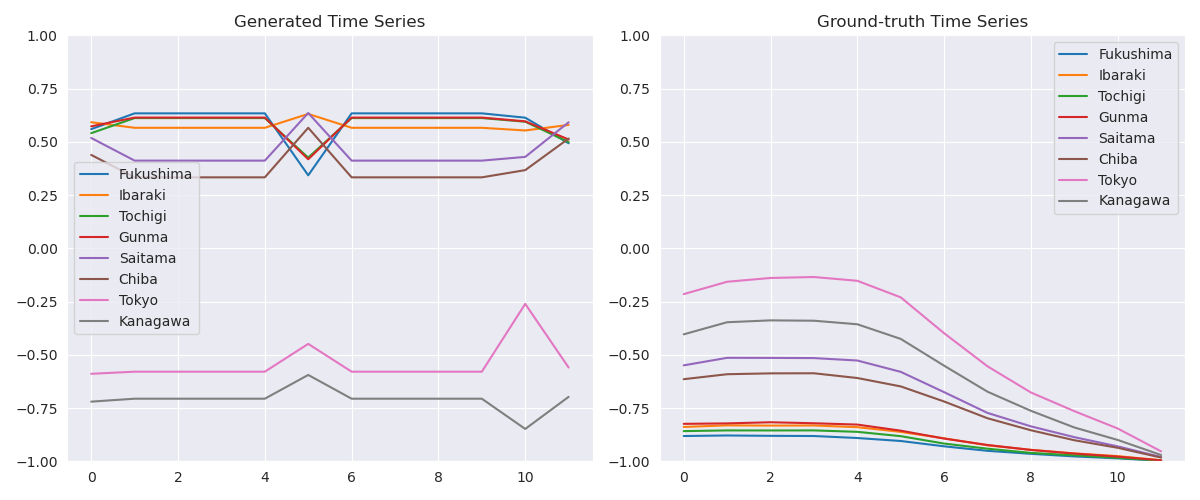 Generated Time Series
1.00
0.75
0.50
0.25
0.00
−0.25
−0.50
−0.75
−1.00
0 2 4 6 8 10
Fukushima
Ibaraki
Tochigi
Gunma
Saitama
Chiba
Tokyo
Kanagawa
Ground-truth Time Series
1.00
0.75
0.50
0.25
0.00
−0.25
−0.50
−0.75
−1.00
0 2 4 6 8 10
Fukushima
Ibaraki
Tochigi
Gunma
Saitama
Chiba
Tokyo
Kanagawa